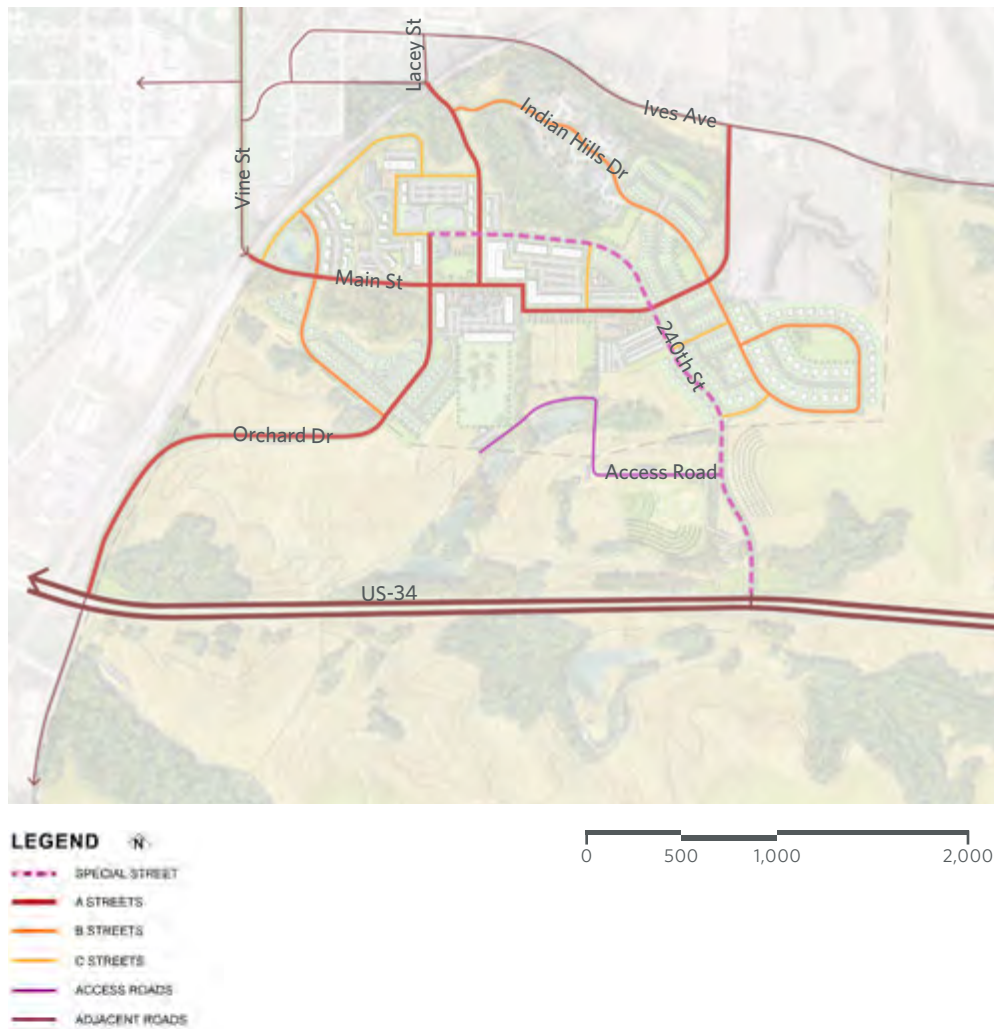 Lacey St
Ives Ave
Indian Hills Dr
Vine St
Main St
240th St
Orchard Dr
Access Road
US-34
LEGEND N
SPECIAL STREET
A STREETS
B STREETS
C STREETS
ACCESS ROADS
ADJACENT ROADS
0 500 1,000 2,000